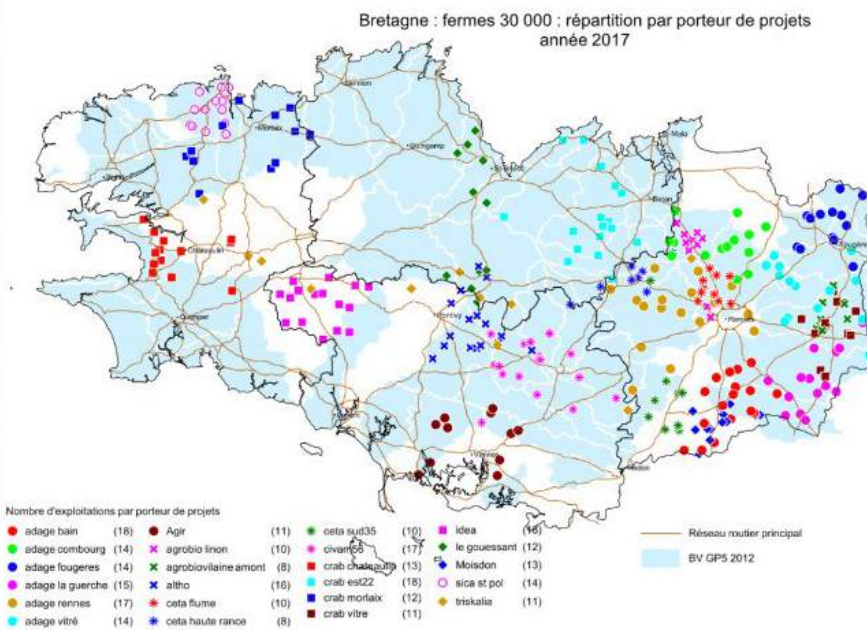 Bretagne : fermes 30 000 : répartition par porteur de projets
année 2017
Lannion
Morlaix
Guingamp
St-Malo
Dinan
Fougères
Châteaulin
Quimper
Pontivy
Rennes
Vannes
Redon
Nombre d'exploitations par porteur de projets
adage bain (18)
adage combourg (14)
adage fougeres (14)
adage la guerche (15)
adage rennes (17)
adage vitré (14)
Agir (11)
agrobio linon (10)
agrobiovilaine amont (8)
altho (16)
ceta flume (10)
ceta haute rance (8)
ceta sud35 (10)
civam56 (17)
crab chateaulin (13)
crab est22 (18)
crab morlaix (12)
crab vitre (11)
idea
le gouessant (12)
Moisdon (13)
sica st pol (14)
triskalia (11)
Réseau routier principal
BV GP5 2012